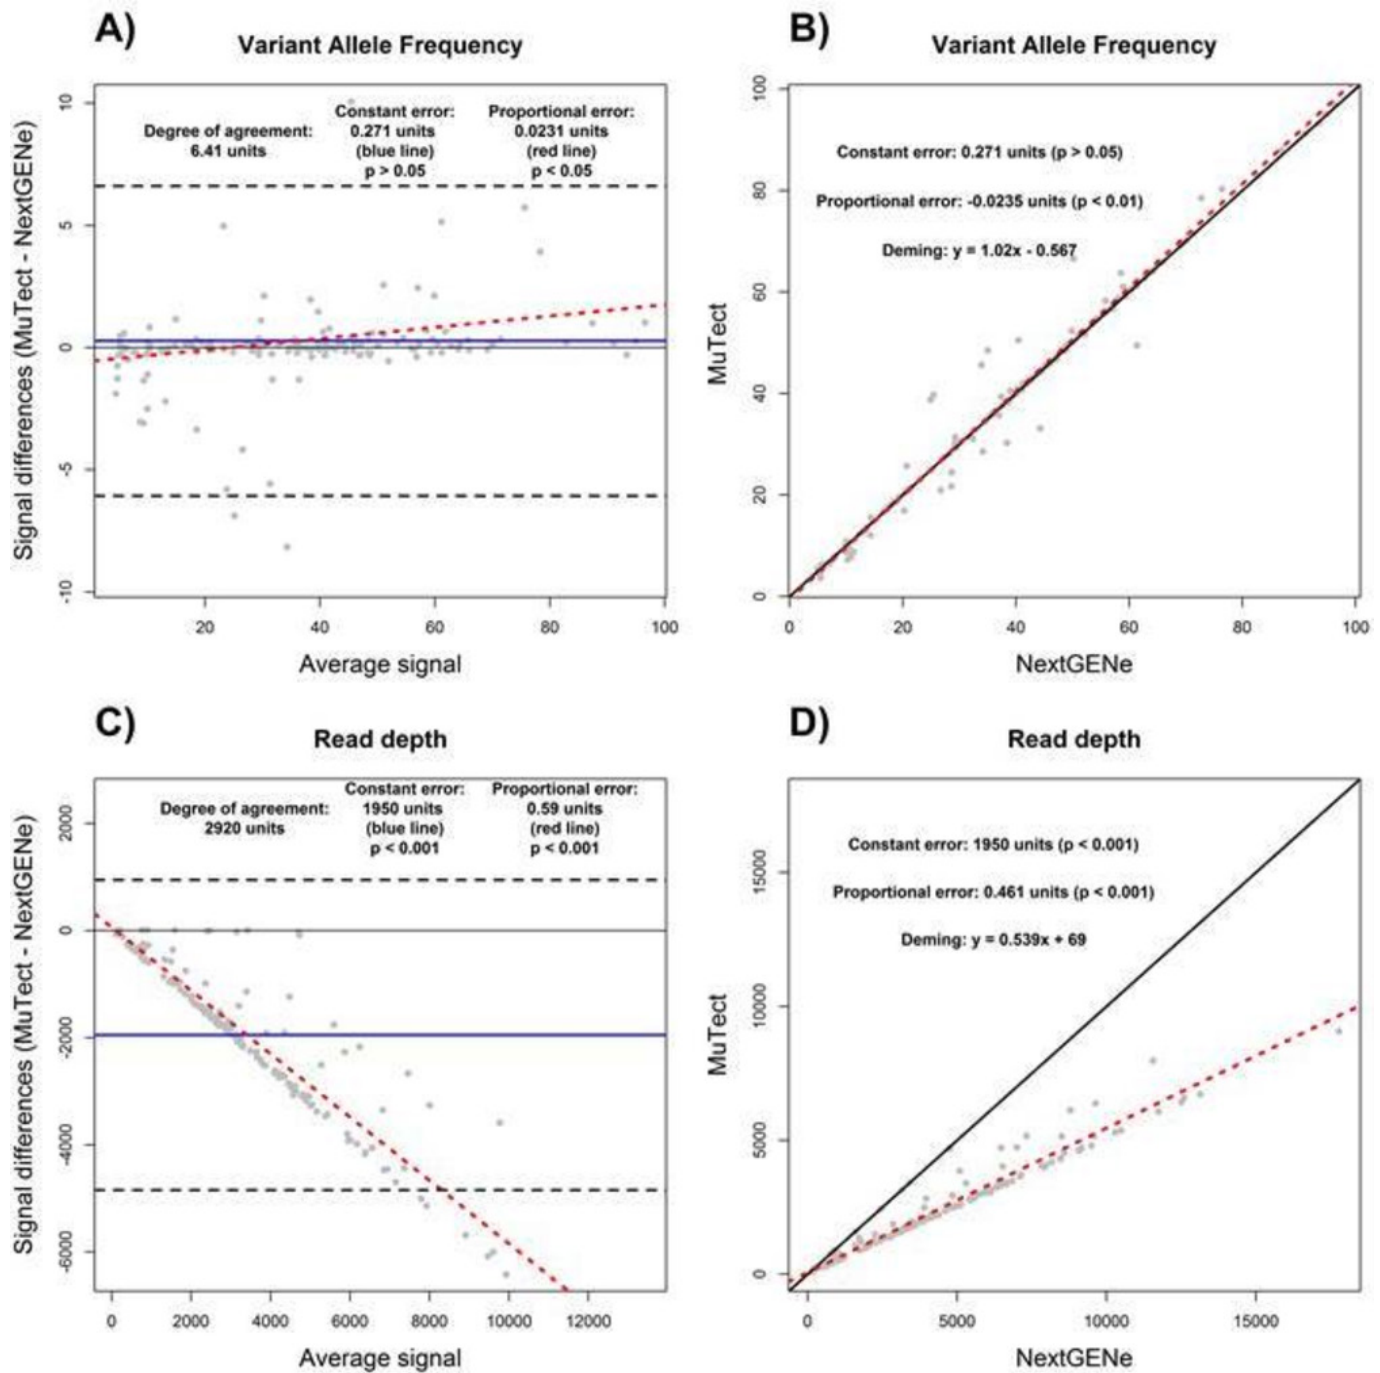 A)
Variant Allele Frequency
Degree of agreement:
6.41 units
Constant error:
0.271 units
(blue line)
p > 0.05
Proportional error:
0.0231 units
(red line)
p < 0.05
Signal differences (MuTect - NextGENe)
10
5
0
-5
-10
20
40
60
80
100
Average signal
B)
Variant Allele Frequency
Constant error: 0.271 units (p > 0.05)
Proportional error: -0.0235 units (p < 0.01)
Deming: y = 1.02x - 0.567
MuTect
100
80
60
40
20
0
0
20
40
60
80
100
NextGENe
C)
Read depth
Degree of agreement:
2920 units
Constant error:
1950 units
(blue line)
p < 0.001
Proportional error:
0.59 units
(red line)
p < 0.001
Signal differences (MuTect - NextGENe)
2000
0
-2000
-4000
-6000
0
2000
4000
6000
8000
10000
12000
Average signal
D)
Read depth
Constant error: 1950 units (p < 0.001)
Proportional error: 0.461 units (p < 0.001)
Deming: y = 0.539x + 69
MuTect
15000
10000
5000
0
0
5000
10000
15000
NextGENe